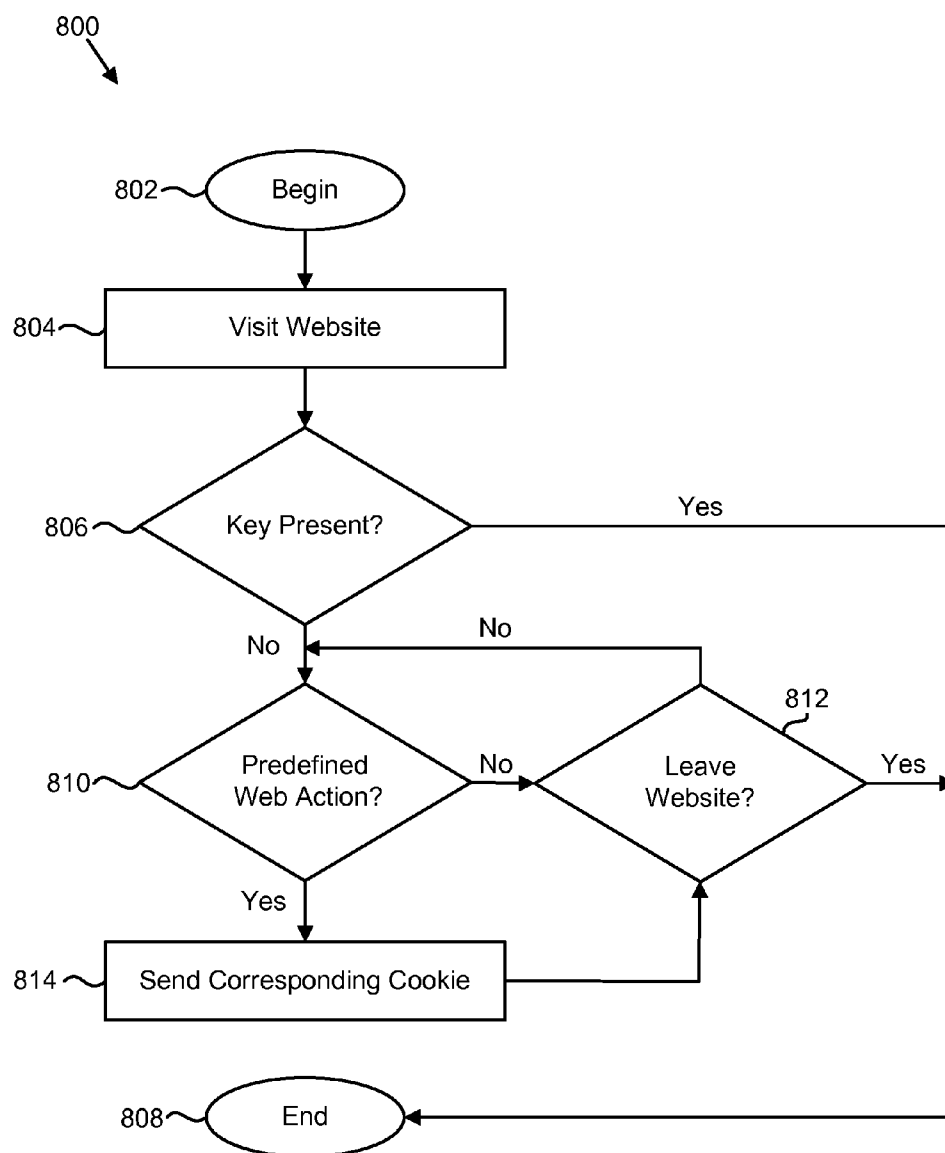 800
802
Begin
804
Visit Website
806
Key Present?
Yes
No
No
812
810
Predefined
Web Action?
No
Leave
Website?
Yes
Yes
814
Send Corresponding Cookie
808
End